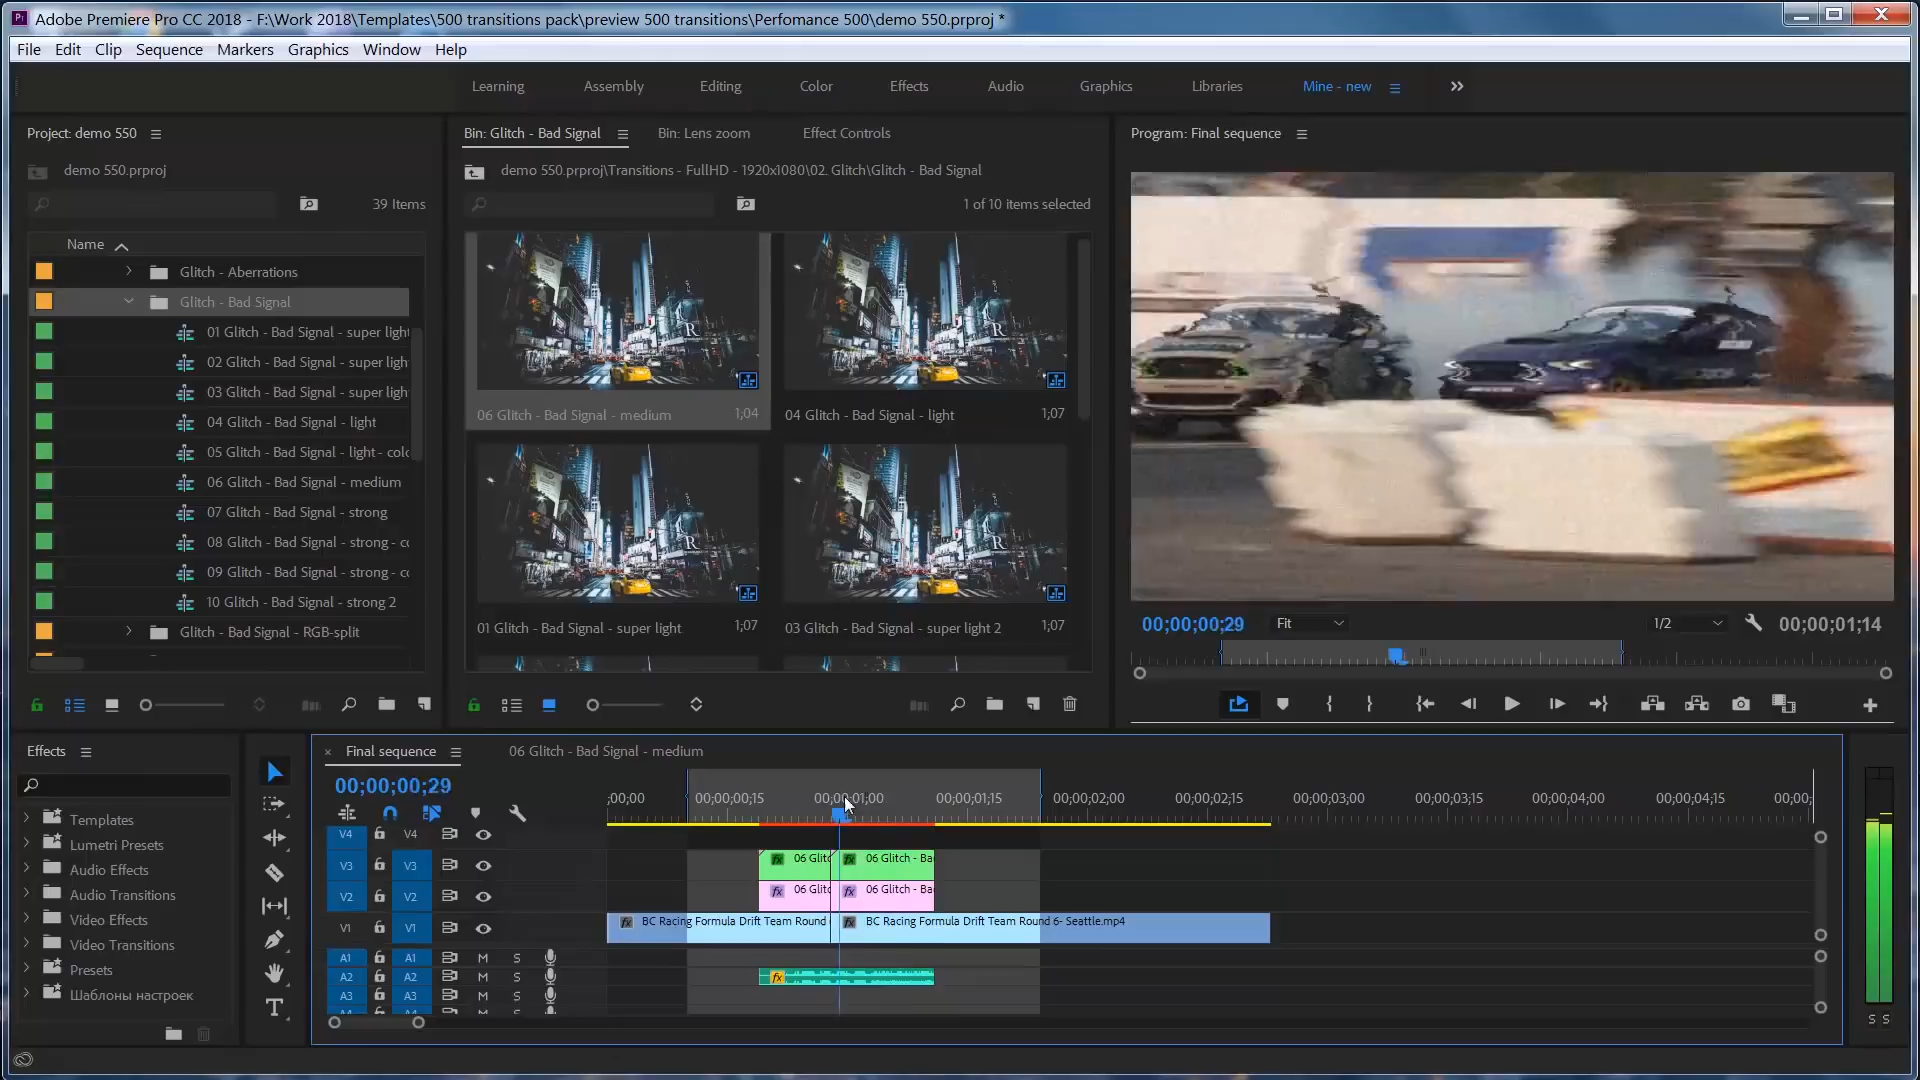 Adobe Premiere Pro CC 2018 - F:\Work 2018\Templates\500 transitions pack\preview 500 transitions\Perfomance 500\demo 550.prproj *
File Edit Clip Sequence Markers Graphics Window Help
Learning Assembly Editing Color Effects Audio Graphics Libraries Mine - new
Project: demo 550
demo 550.prproj
39 Items
Name
Glitch - Aberrations
Glitch - Bad Signal
01 Glitch - Bad Signal - super light
02 Glitch - Bad Signal - super ligh
03 Glitch - Bad Signal - super ligh
04 Glitch - Bad Signal - light
05 Glitch - Bad Signal - light - colo
06 Glitch - Bad Signal - medium
07 Glitch - Bad Signal - strong
08 Glitch - Bad Signal - strong - co
09 Glitch - Bad Signal - strong - co
10 Glitch - Bad Signal - strong 2
Glitch - Bad Signal - RGB-split
Bin: Glitch - Bad Signal Bin: Lens zoom Effect Controls
demo 550.prproj\Transitions - FullHD - 1920x1080\02. Glitch\Glitch - Bad Signal
1 of 10 items selected
06 Glitch - Bad Signal - medium 1;04
04 Glitch - Bad Signal - light 1;07
01 Glitch - Bad Signal - super light 1;07
03 Glitch - Bad Signal - super light 2 1;07
Program: Final sequence
00;00;00;29 Fit 1/2 00;00;01;14
Effects
Templates
Lumetri Presets
Audio Effects
Audio Transitions
Video Effects
Video Transitions
Presets
Шаблоны настроек
Final sequence 06 Glitch - Bad Signal - medium
00;00;00;29
;00;00 00;00;00;15 00;00;01;00 00;00;01;15 00;00;02;00 00;00;02;15 00;00;03;00 00;00;03;15 00;00;04;00 00;00;04;15 00;00;
V4 V4
V3 V3 fx 06 Glitc fx 06 Glitch - Ba
V2 V2 fx 06 Glitc fx 06 Glitch - Ba
V1 V1 fx BC Racing Formula Drift Team Round fx BC Racing Formula Drift Team Round 6- Seattle.mp4
A1 A1 M S
A2 A2 M S fx
A3 A3 M S
S S